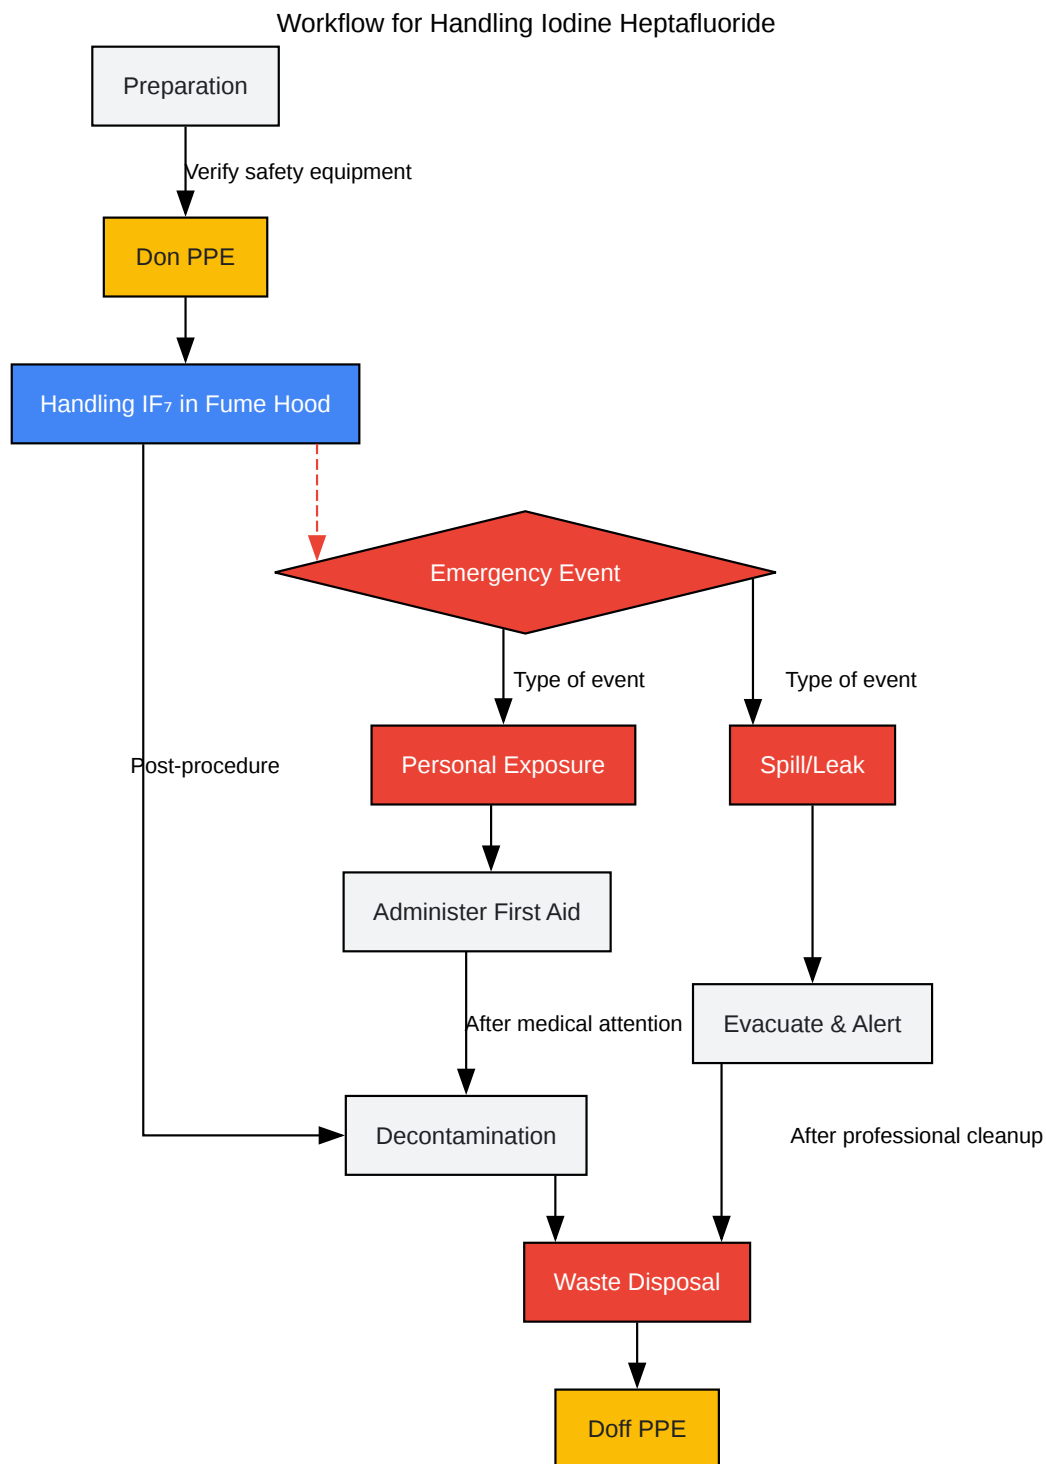 Workflow for Handling Iodine Heptafluoride
Preparation
Verify safety equipment
Don PPE
Handling IF₇ in Fume Hood
Emergency Event
Type of event
Type of event
Personal Exposure
Spill/Leak
Post-procedure
Administer First Aid
After medical attention
Evacuate & Alert
Decontamination
After professional cleanup
Waste Disposal
Doff PPE